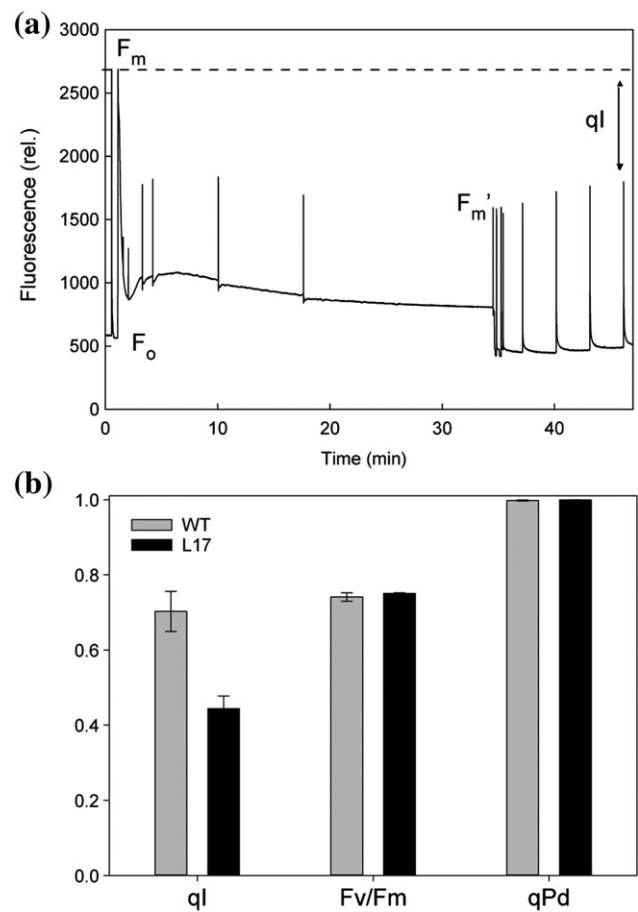 (a)
3000
2500
2000
1500
1000
500
0
Fluorescence (rel.)
Fm
Fo
Fm’
qI
0 10 20 30 40
Time (min)
(b)
1.0
0.8
0.6
0.4
0.2
0.0
WT
L17
qI Fv/Fm qPd